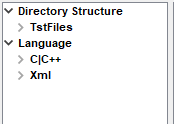 Directory Structure
TstFiles
Language
C|C++
Xml